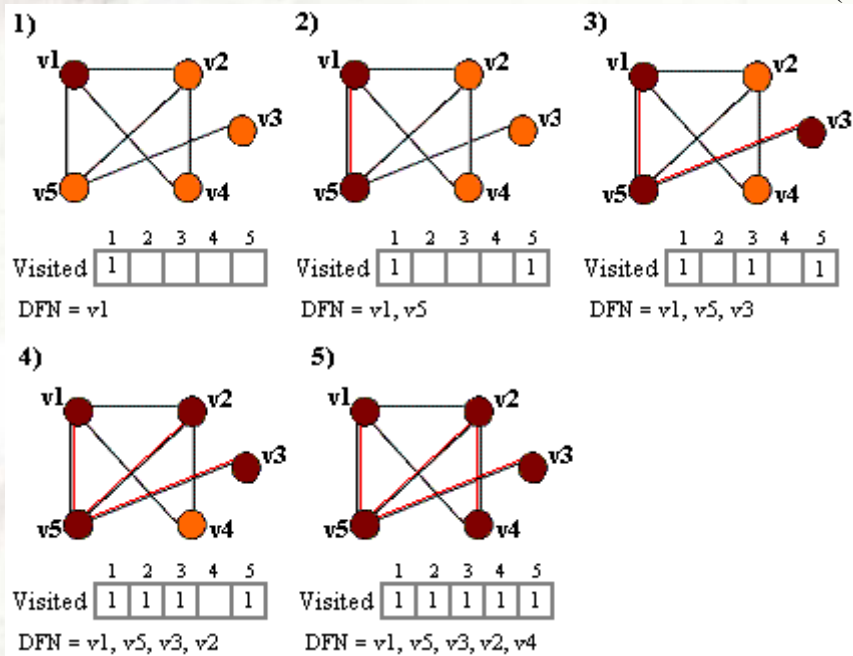 1)
v1
v2
v3
v5
v4
1 2 3 4 5
Visited 1
DFN = v1
2)
v1
v2
v3
v5
v4
1 2 3 4 5
Visited 1 1
DFN = v1, v5
3)
v1
v2
v3
v5
v4
1 2 3 4 5
Visited 1 1 1
DFN = v1, v5, v3
4)
v1
v2
v3
v5
v4
1 2 3 4 5
Visited 1 1 1 1
DFN = v1, v5, v3, v2
5)
v1
v2
v3
v5
v4
1 2 3 4 5
Visited 1 1 1 1 1
DFN = v1, v5, v3, v2, v4